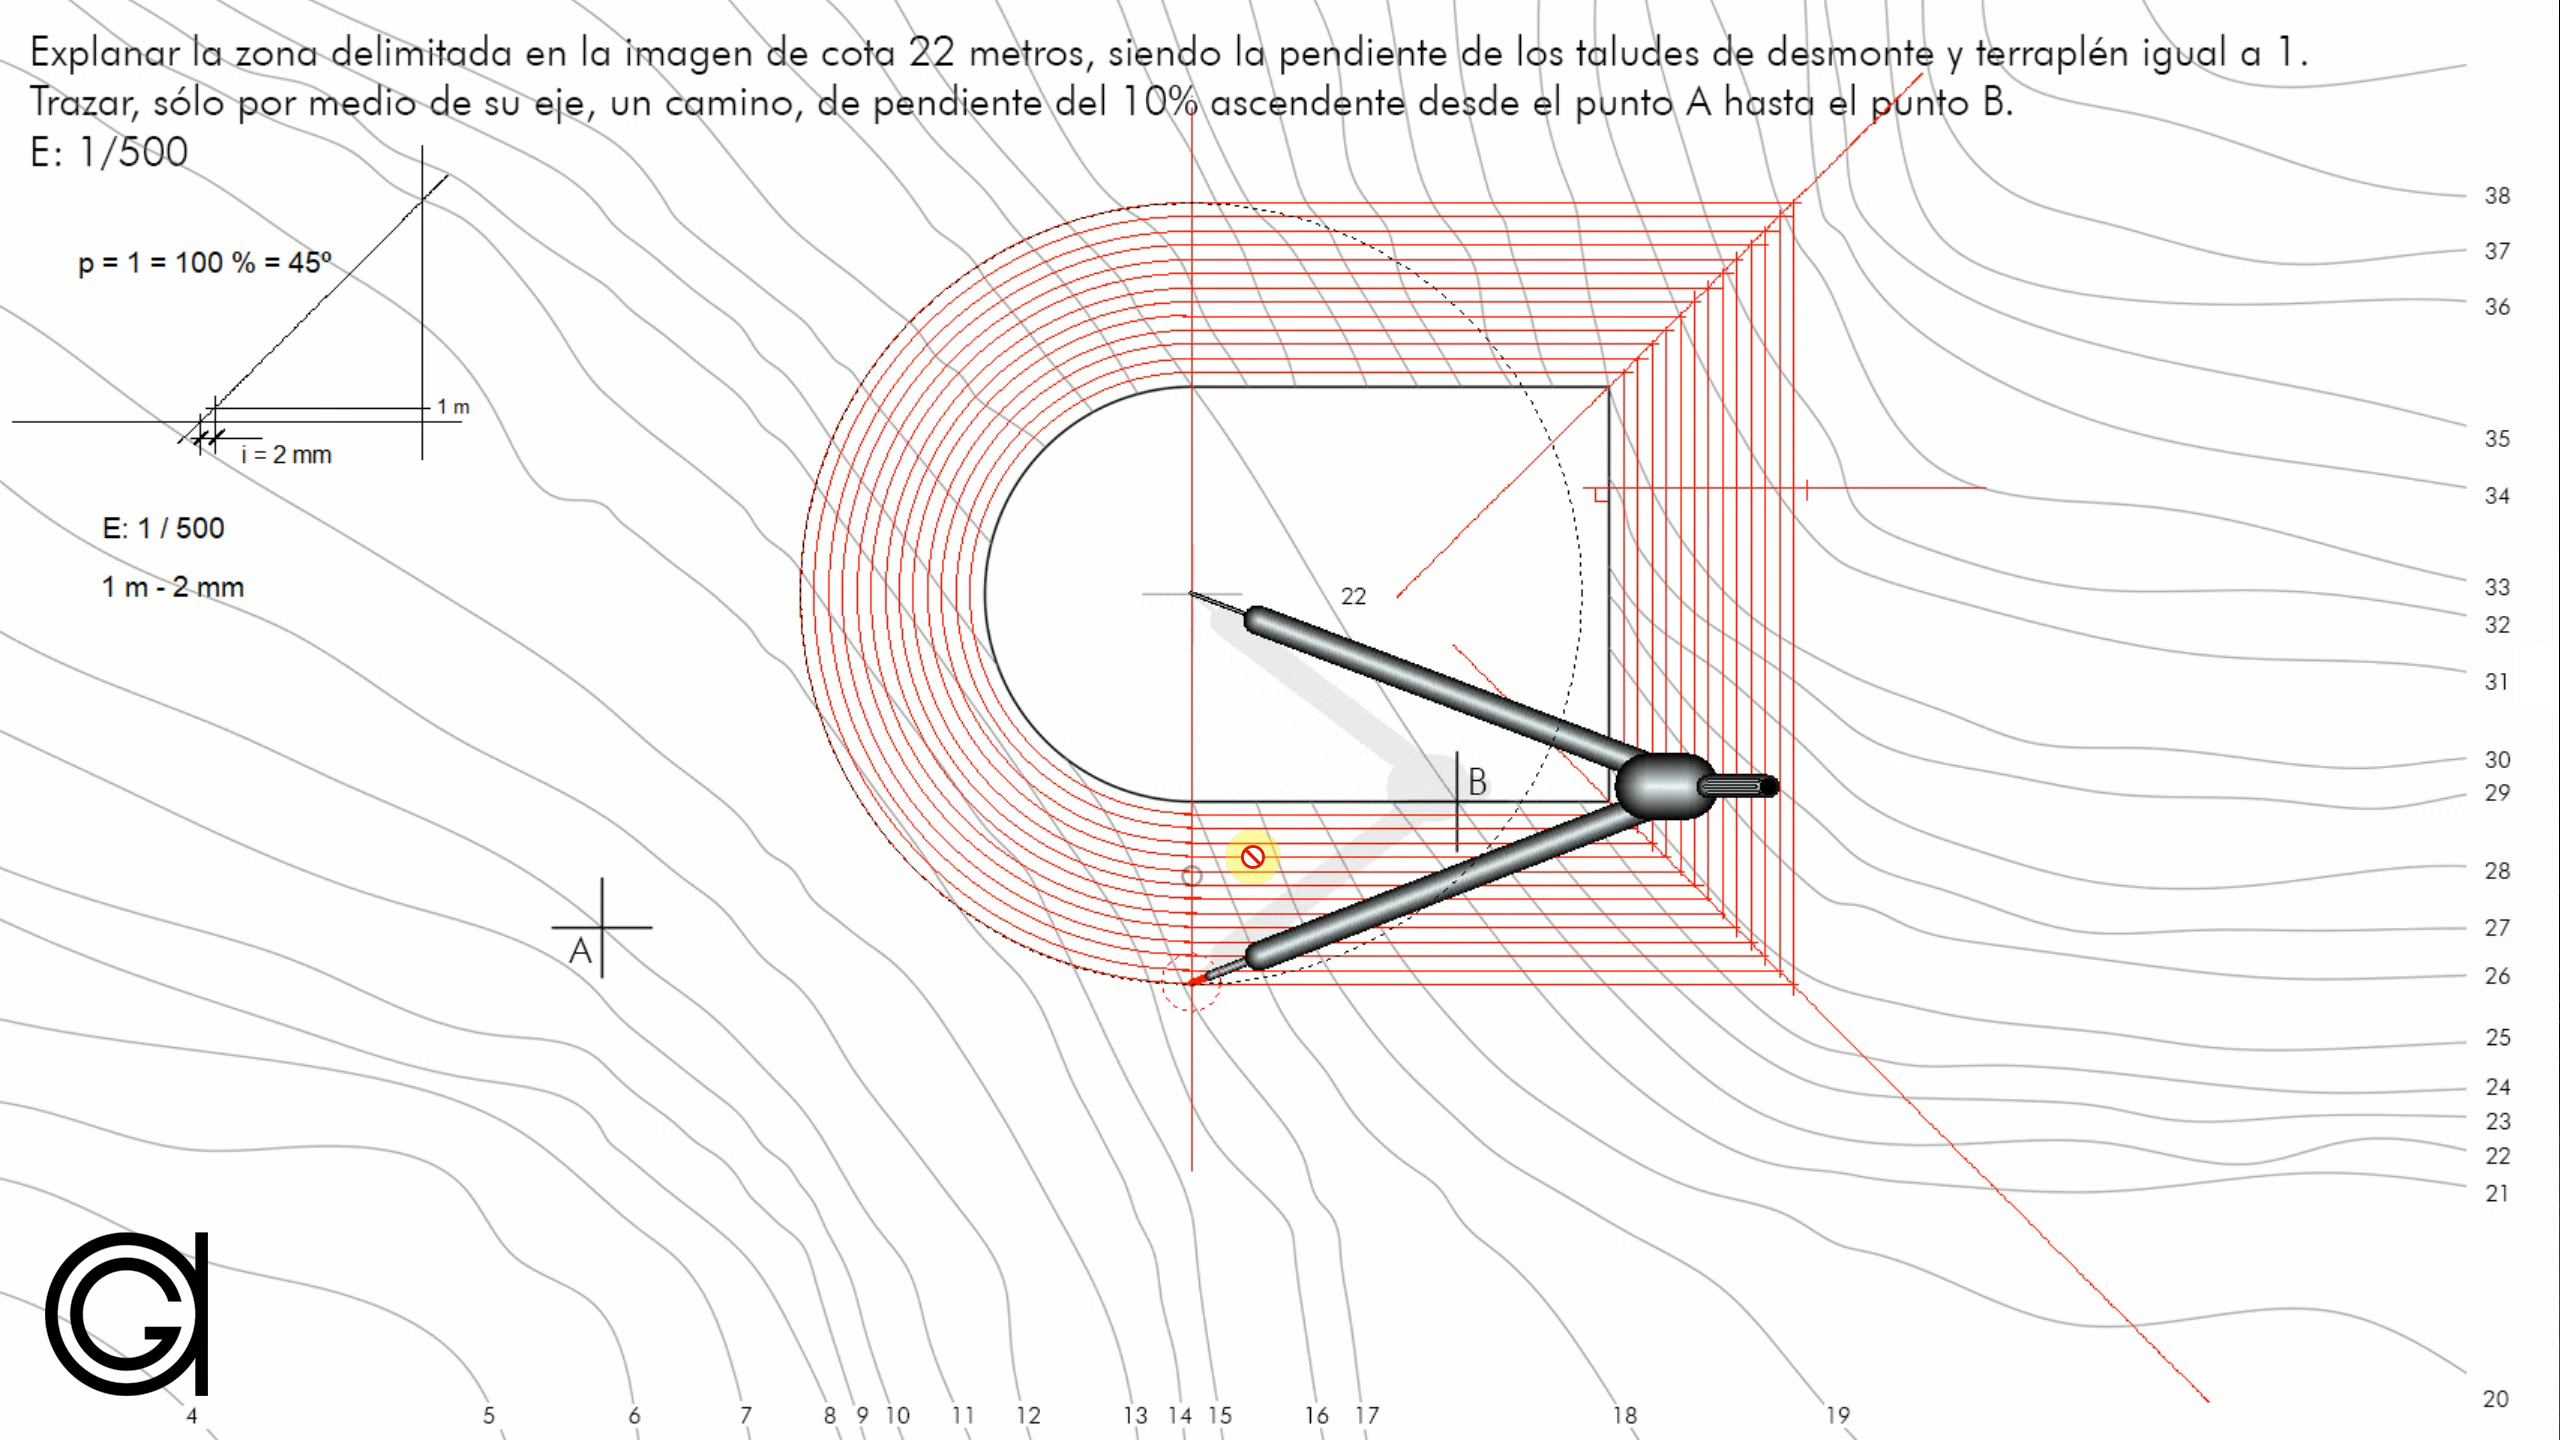 Explanar la zona delimitada en la imagen de cota 22 metros, siendo la pendiente de los taludes de desmonte y terraplén igual a 1.
Trazar, sólo por medio de su eje, un camino, de pendiente del 10% ascendente desde el punto A hasta el punto B.
E: 1/500
p = 1 = 100 % = 45º
1 m
i = 2 mm
E: 1 / 500
1 m - 2 mm
22
B
A
38
37
36
35
34
33
32
31
30
29
28
27
26
25
24
23
22
21
20
4 5 6 7 8 9 10 11 12 13 14 15 16 17 18 19